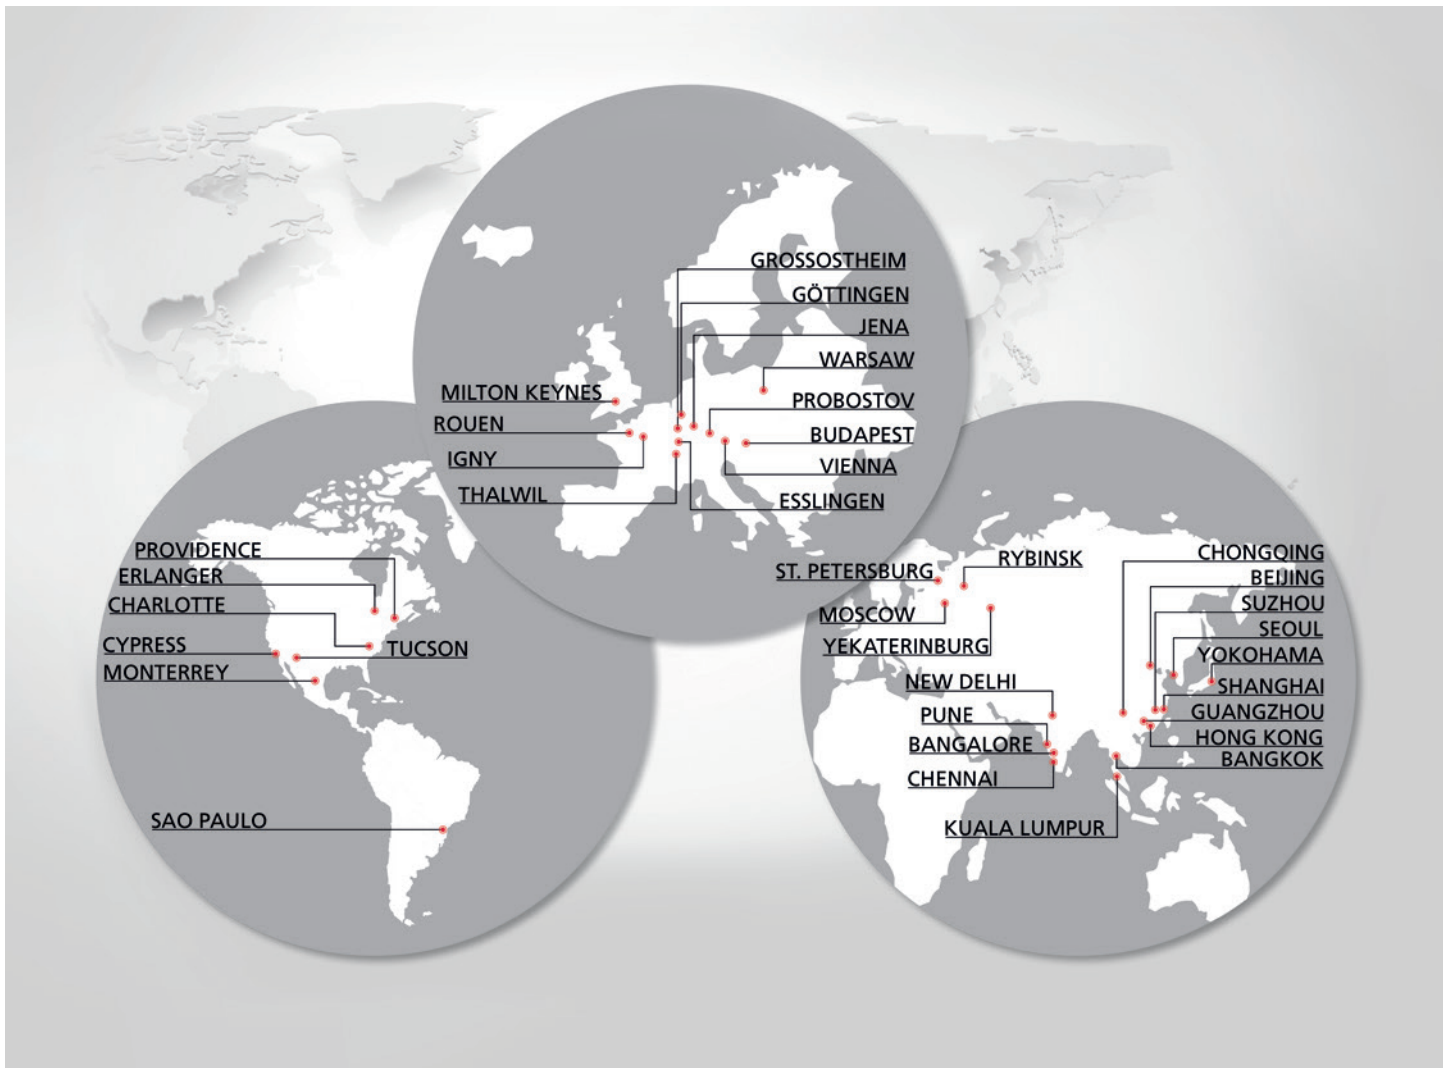 GROSSOSTHEIM
GÖTTINGEN
JENA
WARSAW
MILTON KEYNES
PROBOSTOV
ROUEN
BUDAPEST
IGNY
VIENNA
THALWIL
ESSLINGEN
PROVIDENCE
ERLANGER
CHARLOTTE
CYPRESS
TUCSON
MONTERREY
SAO PAULO
ST. PETERSBURG
RYBINSK
MOSCOW
YEKATERINBURG
NEW DELHI
PUNE
BANGALORE
CHENNAI
KUALA LUMPUR
CHONGQING
BEIJING
SUZHOU
SEOUL
YOKOHAMA
SHANGHAI
GUANGZHOU
HONG KONG
BANGKOK